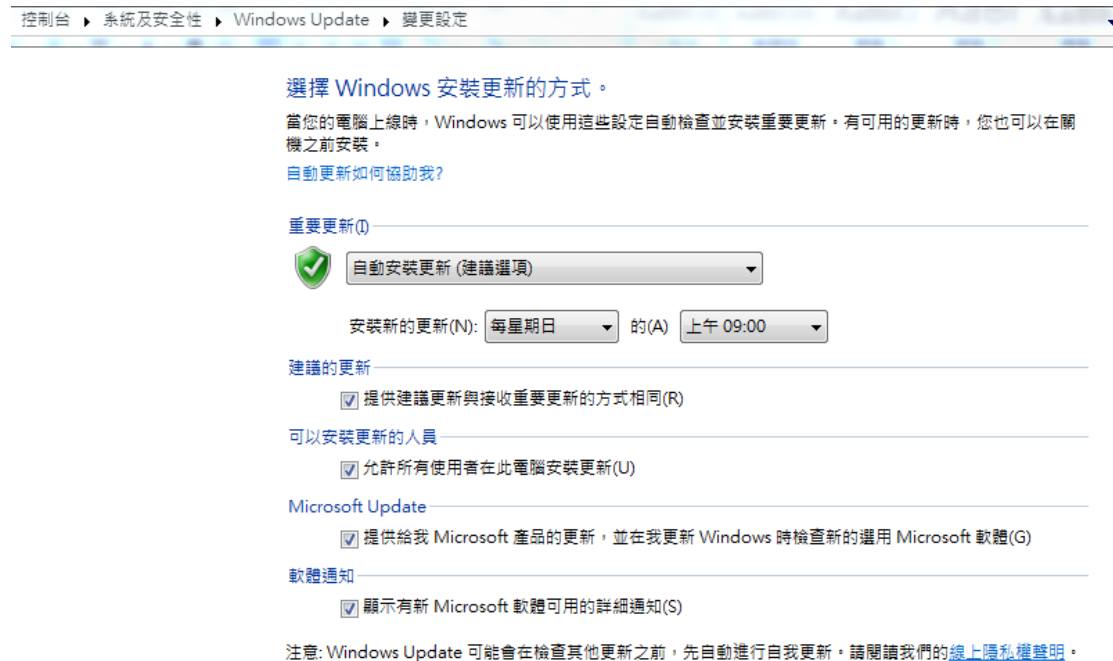 控制台 ▶ 系統及安全性 ▶ Windows Update ▶ 變更設定
選擇 Windows 安裝更新的方式。
當您的電腦上線時，Windows 可以使用這些設定自動檢查並安裝重要更新。有可用的更新時，您也可以在關
機之前安裝。
自動更新如何協助我?
重要更新(I)
自動安裝更新 (建議選項)
安裝新的更新(N): 每星期日 的(A) 上午 09:00
建議的更新
提供建議更新與接收重要更新的方式相同(R)
可以安裝更新的人員
允許所有使用者在此電腦安裝更新(U)
Microsoft Update
提供給我 Microsoft 產品的更新，並在我更新 Windows 時檢查新的選用 Microsoft 軟體(G)
軟體通知
顯示有新 Microsoft 軟體可用的詳細通知(S)
注意: Windows Update 可能會在檢查其他更新之前，先自動進行自我更新。請閱讀我們的線上隱私權聲明。